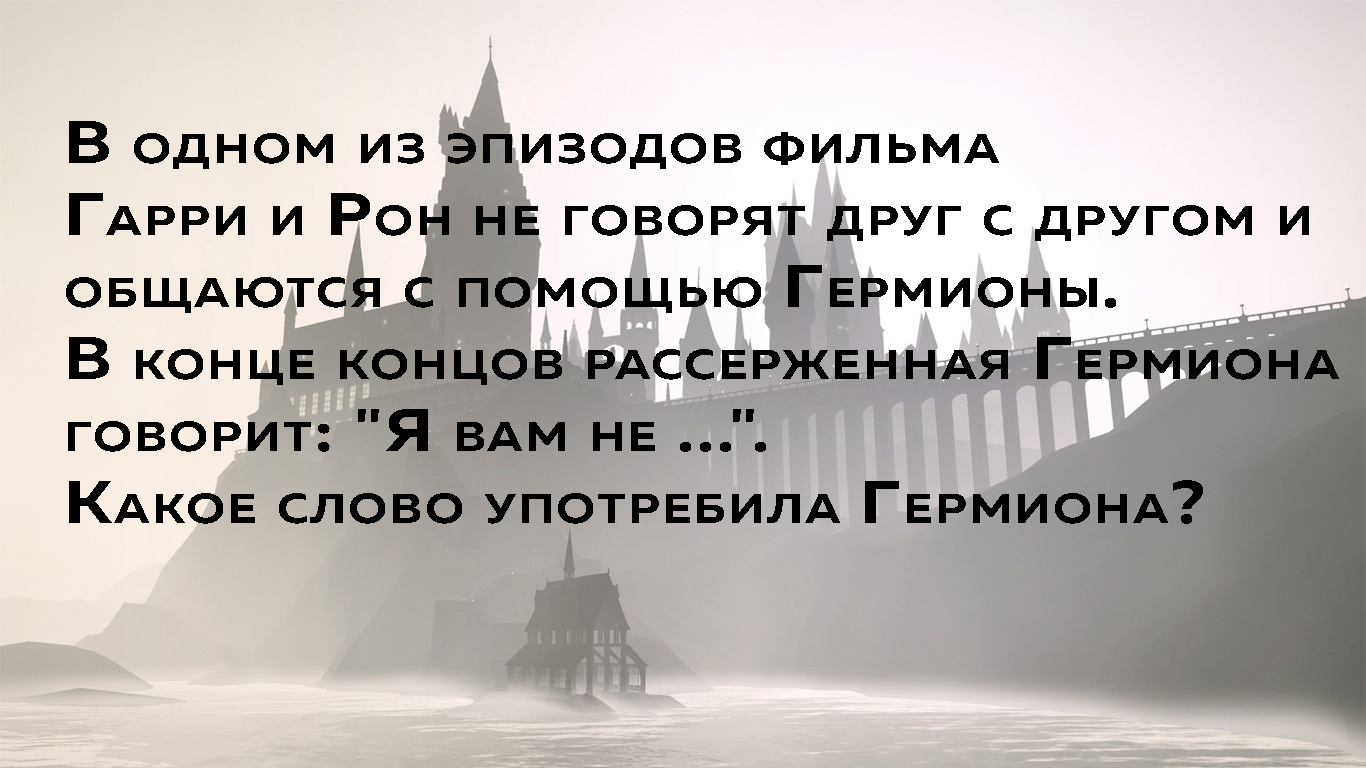 В одном из эпизодов фильма
Гарри и Рон не говорят друг с другом и
общаются с помощью Гермионы.
В конце концов рассерженная Гермиона
говорит: "Я вам не ...".
Какое слово употребила Гермиона?